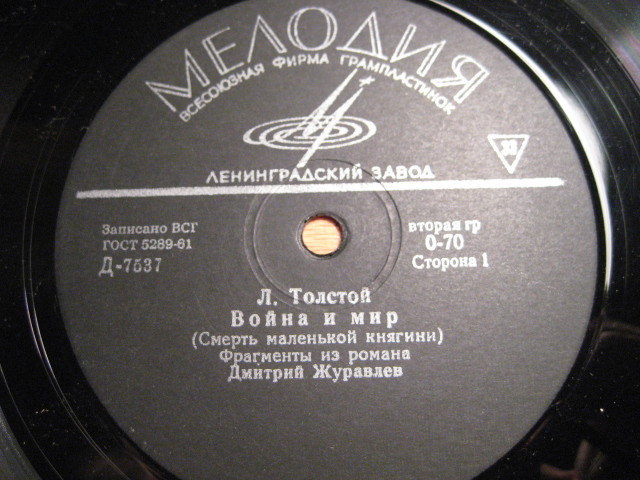 МЕЛОДИЯ
ВСЕСОЮЗНАЯ ФИРМА ГРАМПЛАСТИНОК
33
ЛЕНИНГРАДСКИЙ ЗАВОД
Записано ВСГ
ГОСТ 5289-61
Д-7537
вторая гр
0-70
Сторона 1
Л. Толстой
Война и мир
(Смерть маленькой княгини)
Фрагменты из романа
Дмитрий Журавлев